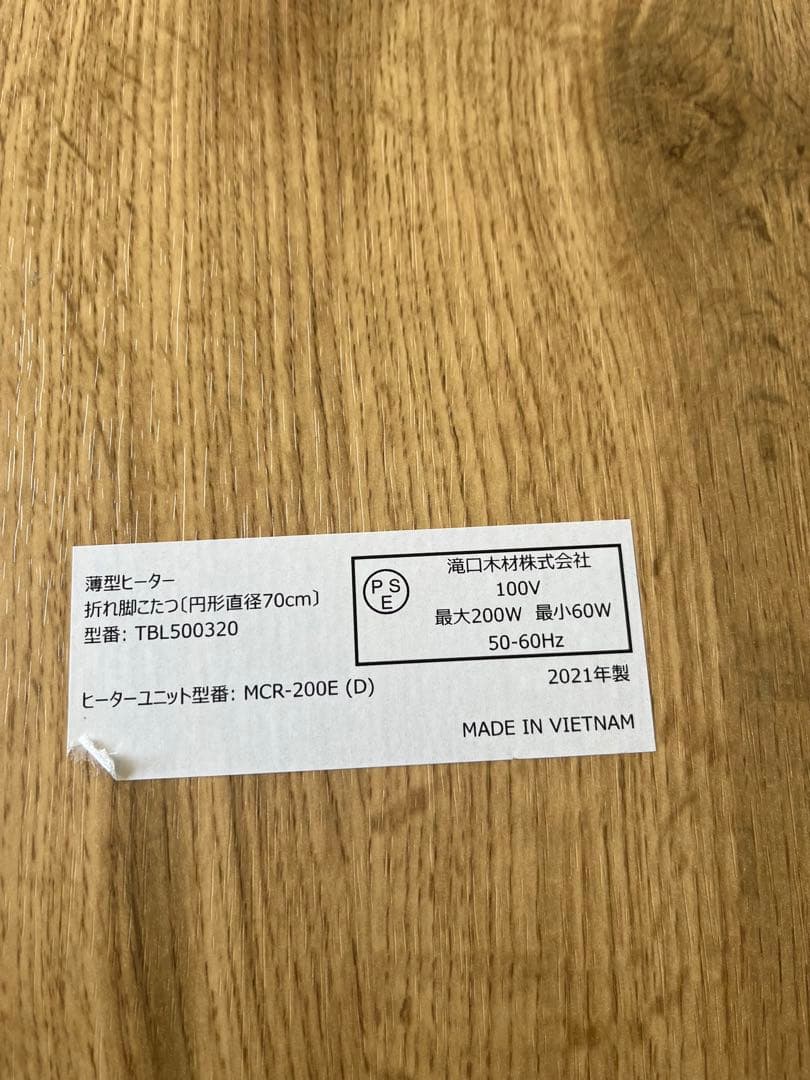 薄型ヒーター
折れ脚こたつ〔円形直径70cm〕
型番: TBL500320
ヒーターユニット型番: MCR-200E (D)
PSE
滝口木材株式会社
100V
最大200W 最小60W
50-60Hz
2021年製
MADE IN VIETNAM